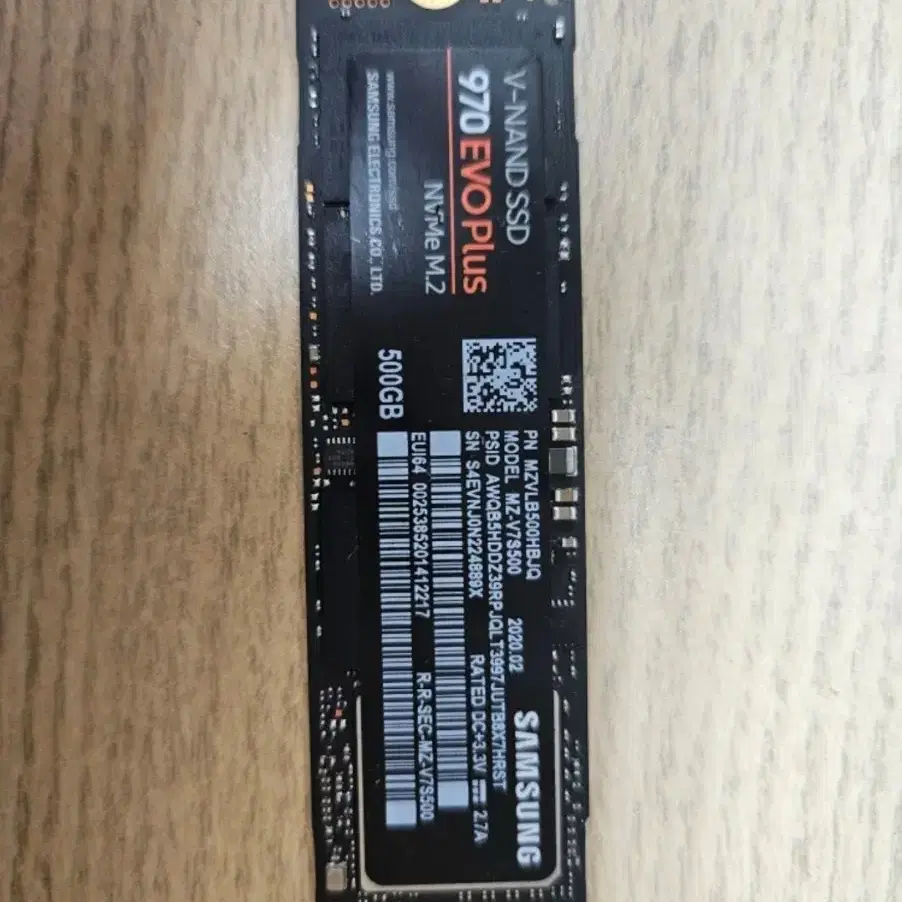 V-NAND SSD
970 EVO Plus
NVMe M.2
www.samsung.com/ssd
SAMSUNG ELECTRONICS CO., LTD.
500GB
PN MZVLB500HBJQ
MODEL MZ-V7S500 2020.02
PSID AWQB5HDDZ39RPJQLT3997JUTB8X7HRST
SN S4EVNJ0N224889X RATED DC+3.3V 2.7A
EUI64 0025385201412217 R-R-SEC-MZ-V7S500
SAMSUNG